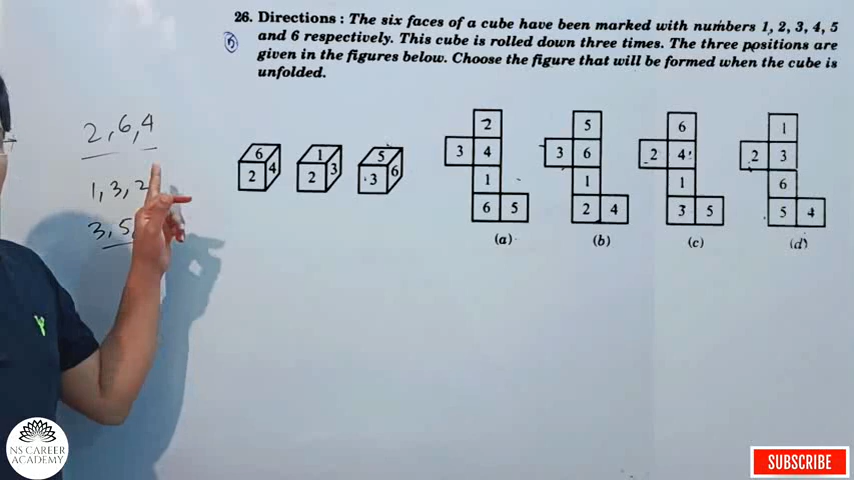 26. Directions : The six faces of a cube have been marked with numbers 1, 2, 3, 4, 5
and 6 respectively. This cube is rolled down three times. The three positions are
given in the figures below. Choose the figure that will be formed when the cube is
unfolded.
2, 6, 4
1, 3, 2
3, 5,
6
2 4
1
2 3
5
3 6
2
3 4
1
6 5
(a)
5
3 6
1
2 4
(b)
6
2 4
1
3 5
(c)
1
2 3
6
5 4
(d)
NS CAREER
ACADEMY
SUBSCRIBE